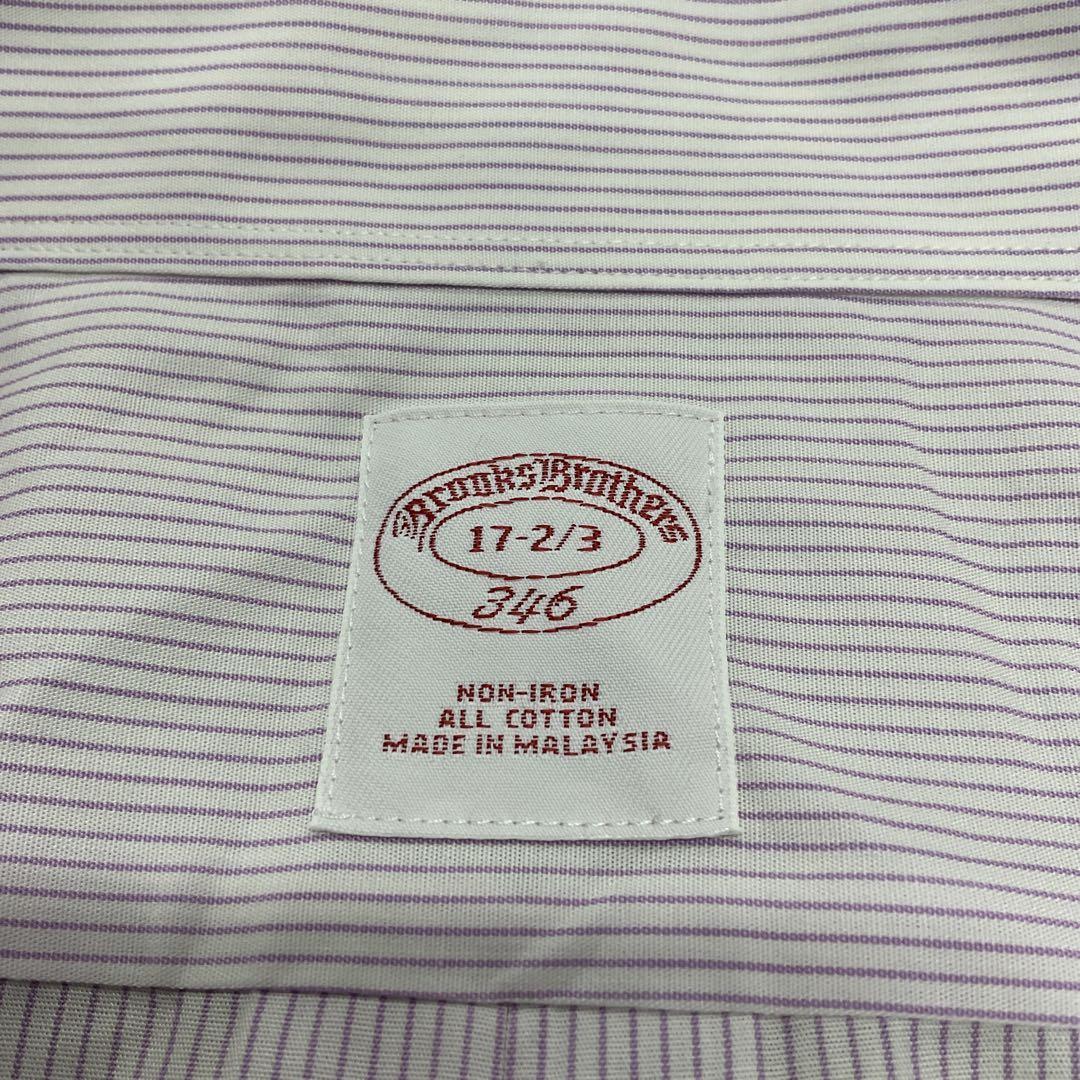 Brooks Brothers
17-2/3
346
NON-IRON
ALL COTTON
MADE IN MALAYSIA